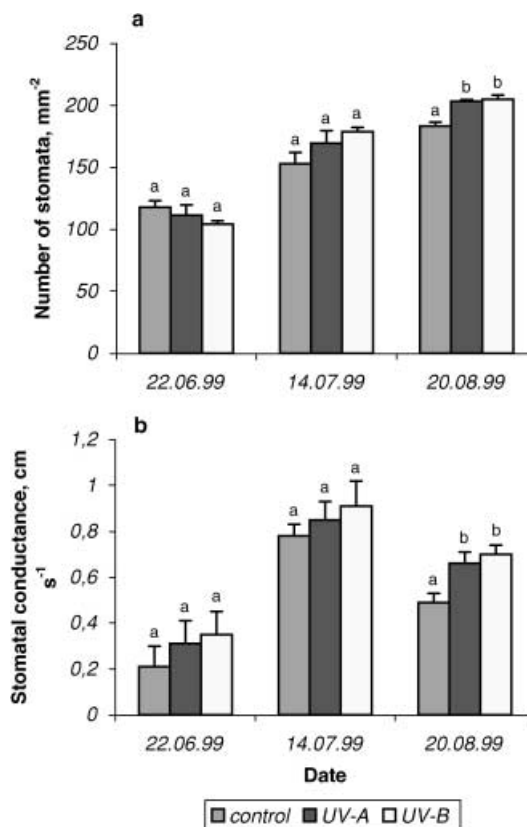 a
Number of stomata, mm-2
250
200
150
100
50
0
a a a
a a a
a b b
22.06.99 14.07.99 20.08.99
b
Stomatal conductance, cm
s-1
1,2
1
0,8
0,6
0,4
0,2
0
a a a
a a a
a b b
22.06.99 14.07.99 20.08.99
Date
control UV-A UV-B